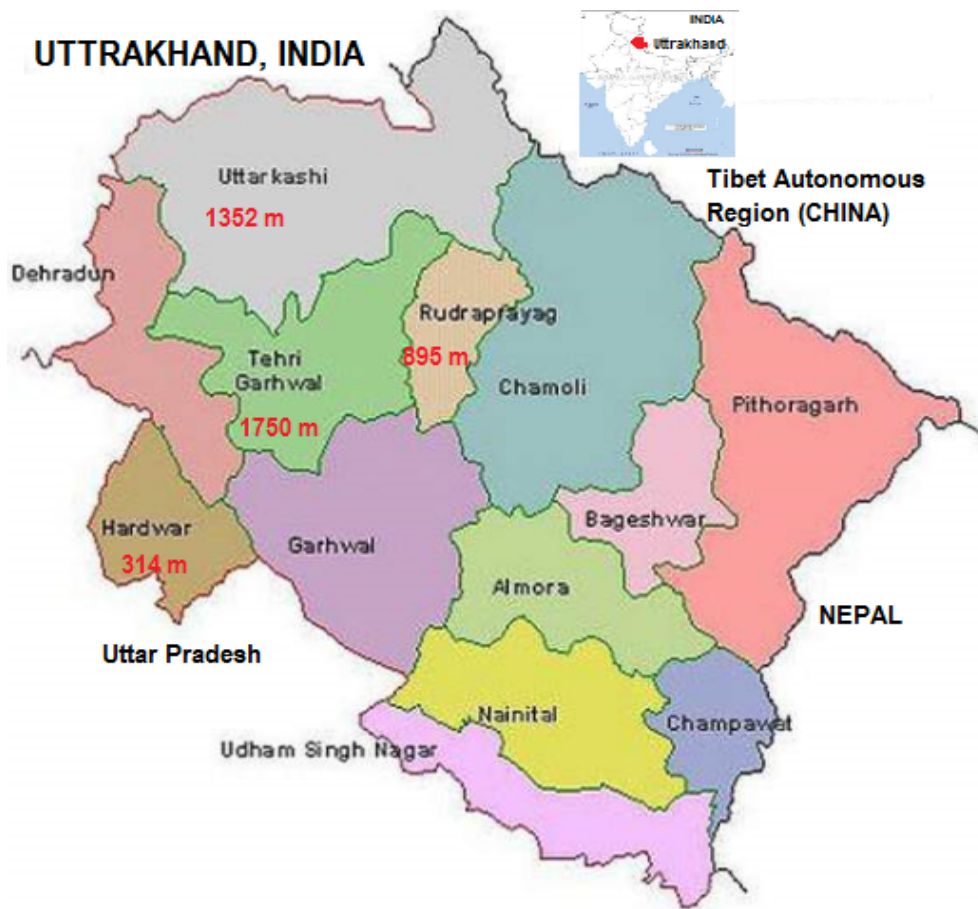 UTTRAKHAND, INDIA
INDIA
Uttrakhand
Tibet Autonomous
Region (CHINA)
Uttarkashi
1352 m
Dehradun
Rudraprayag
895 m
Tehri
Garhwal
1750 m
Chamoli
Pithoragarh
Hardwar
314 m
Garhwal
Bageshwar
Almora
NEPAL
Uttar Pradesh
Nainital
Champawat
Udham Singh Nagar